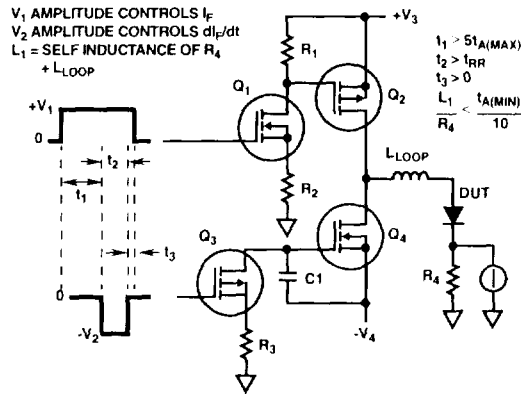 V1 AMPLITUDE CONTROLS IF
V2 AMPLITUDE CONTROLS dIF/dt
L1 = SELF INDUCTANCE OF R4
+ LLOOP
+V3
t1 > 5tA(MAX)
t2 > tRR
t3 > 0
L1/R4 < tA(MIN)/10
R1
Q1
Q2
+V1
0
t2
t1
t3
R2
LLOOP
DUT
Q3
Q4
C1
R4
0
-V2
R3
-V4